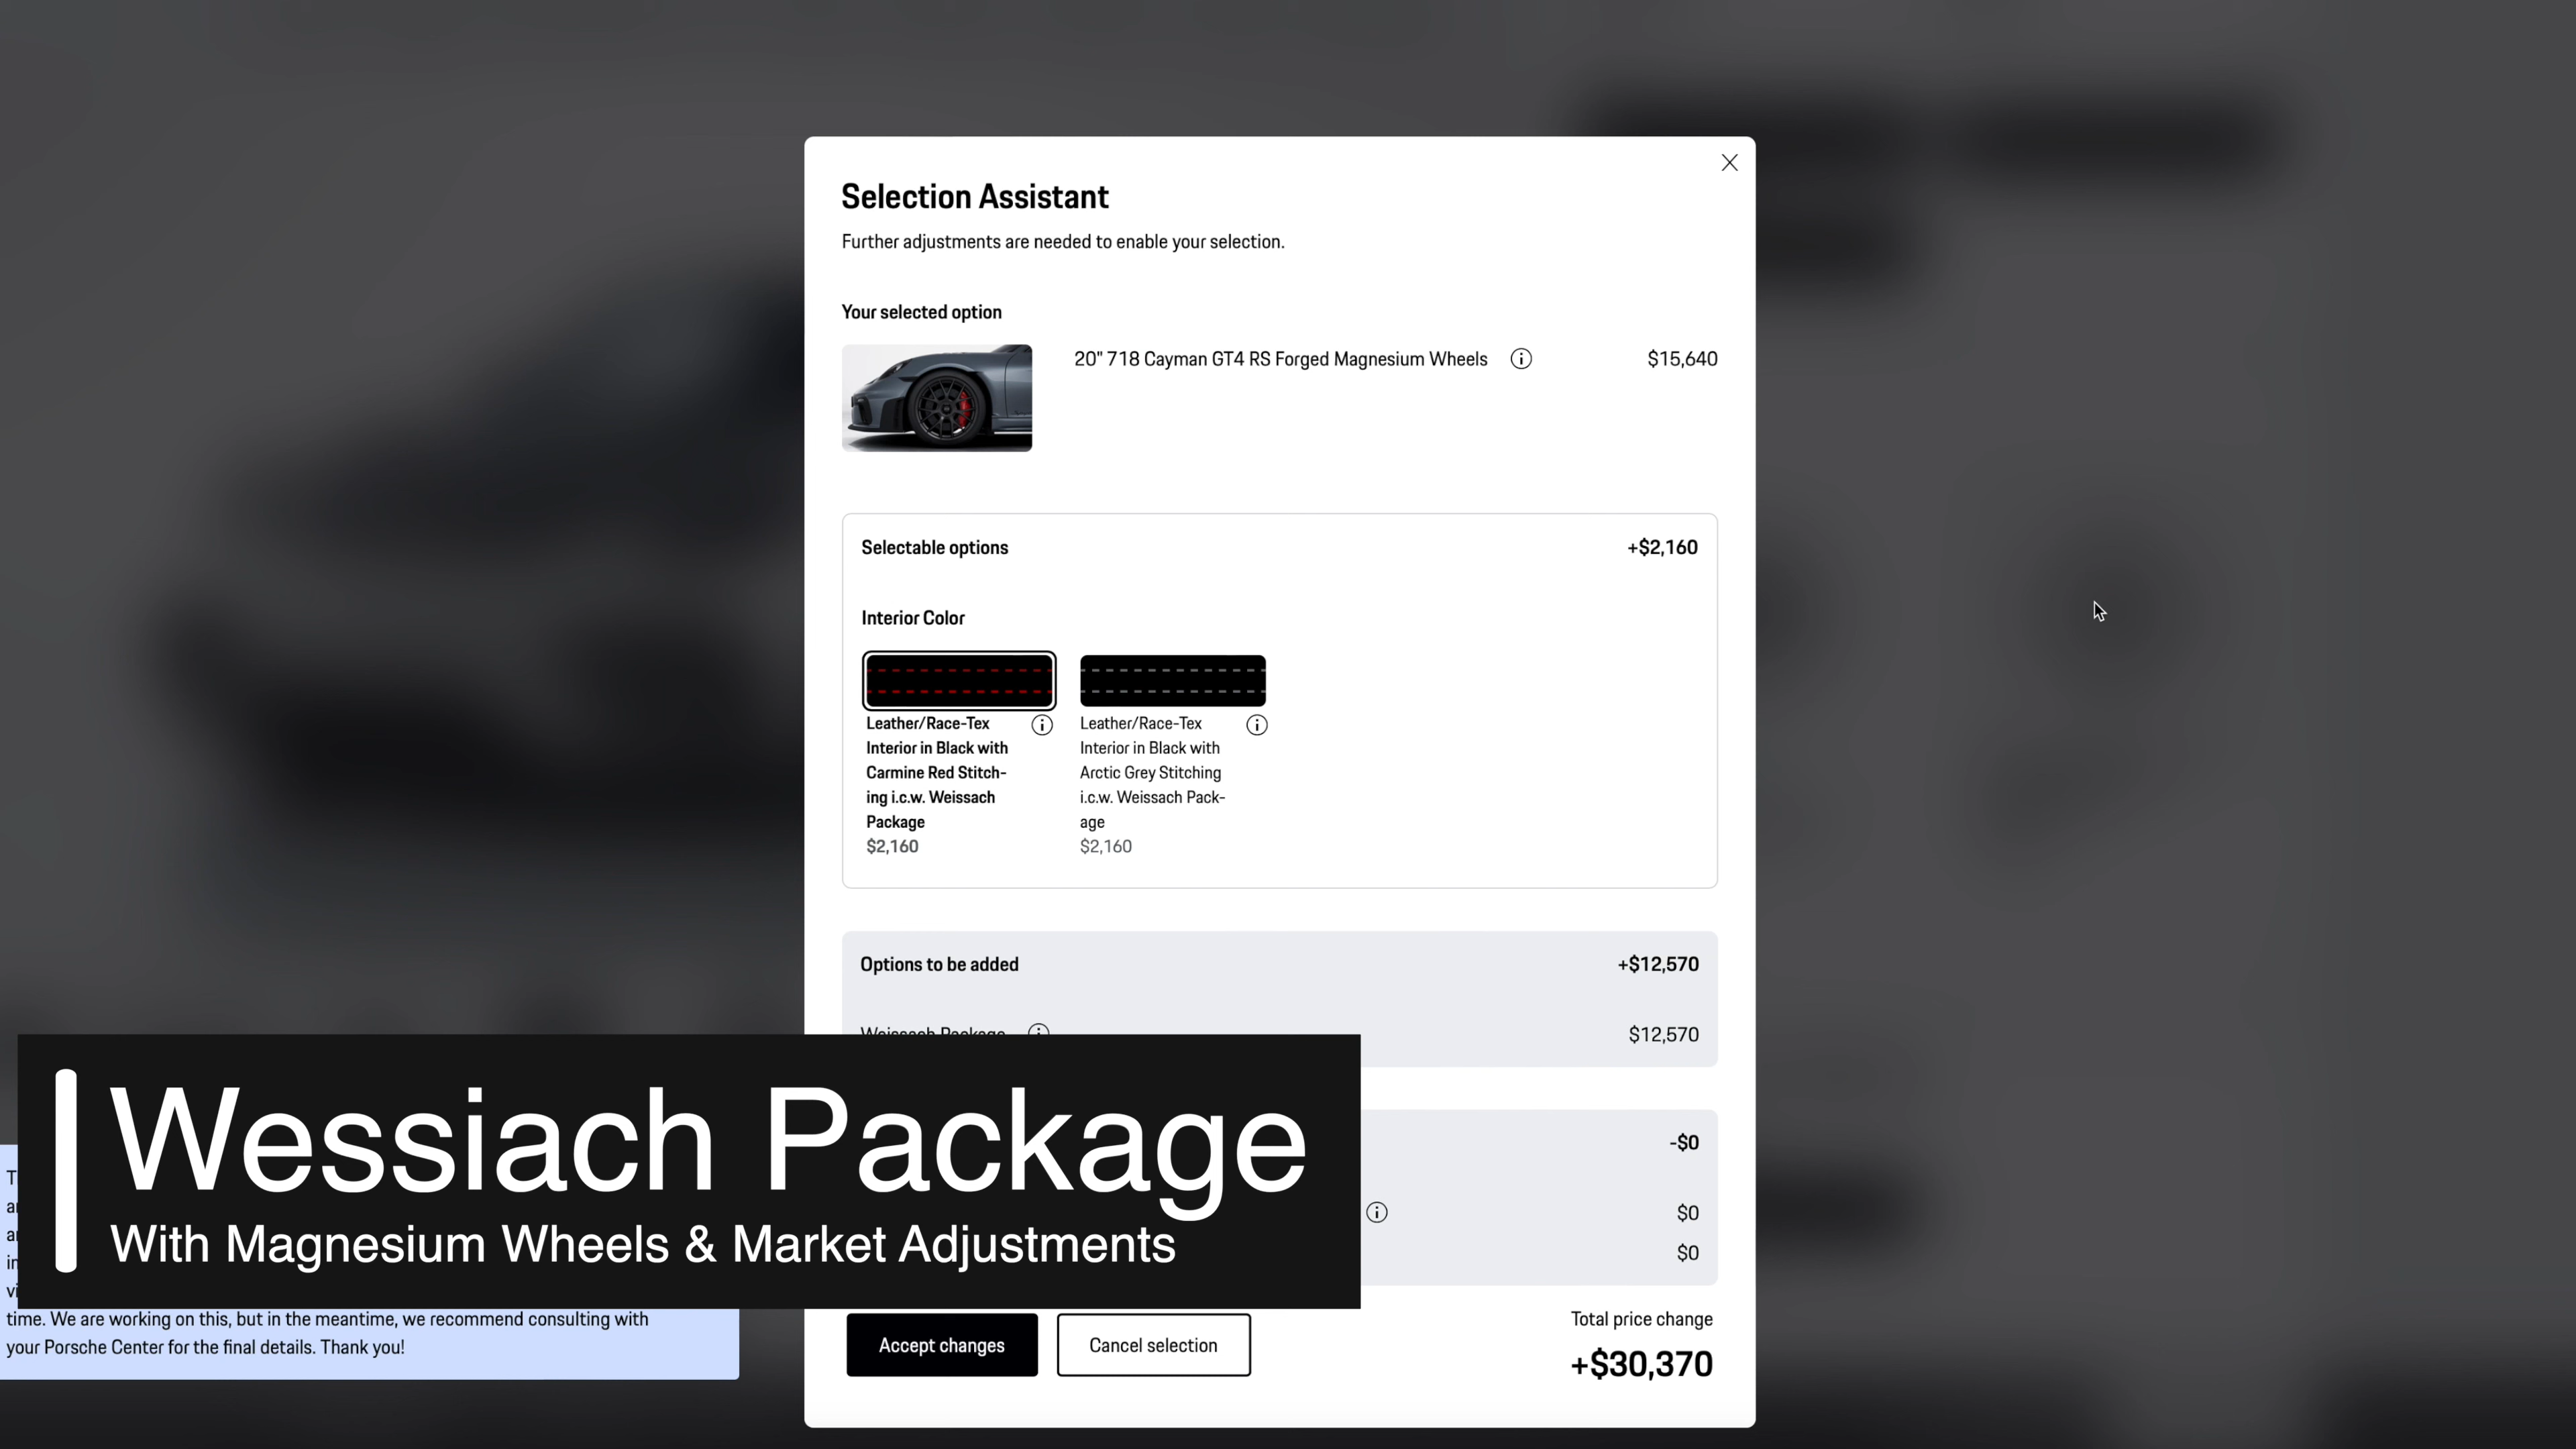 Selection Assistant
Further adjustments are needed to enable your selection.
Your selected option
20" 718 Cayman GT4 RS Forged Magnesium Wheels
$15,640
Selectable options
+$2,160
Interior Color
Leather/Race-Tex
Interior in Black with
Carmine Red Stitch-
ing i.c.w. Weissach
Package
$2,160
Leather/Race-Tex
Interior in Black with
Arctic Grey Stitching
i.c.w. Weissach Pack-
age
$2,160
Options to be added
+$12,570
Weissach Package
$12,570
-$0
$0
$0
Wessiach Package
With Magnesium Wheels & Market Adjustments
time. We are working on this, but in the meantime, we recommend consulting with
your Porsche Center for the final details. Thank you!
Accept changes
Cancel selection
Total price change
+$30,370